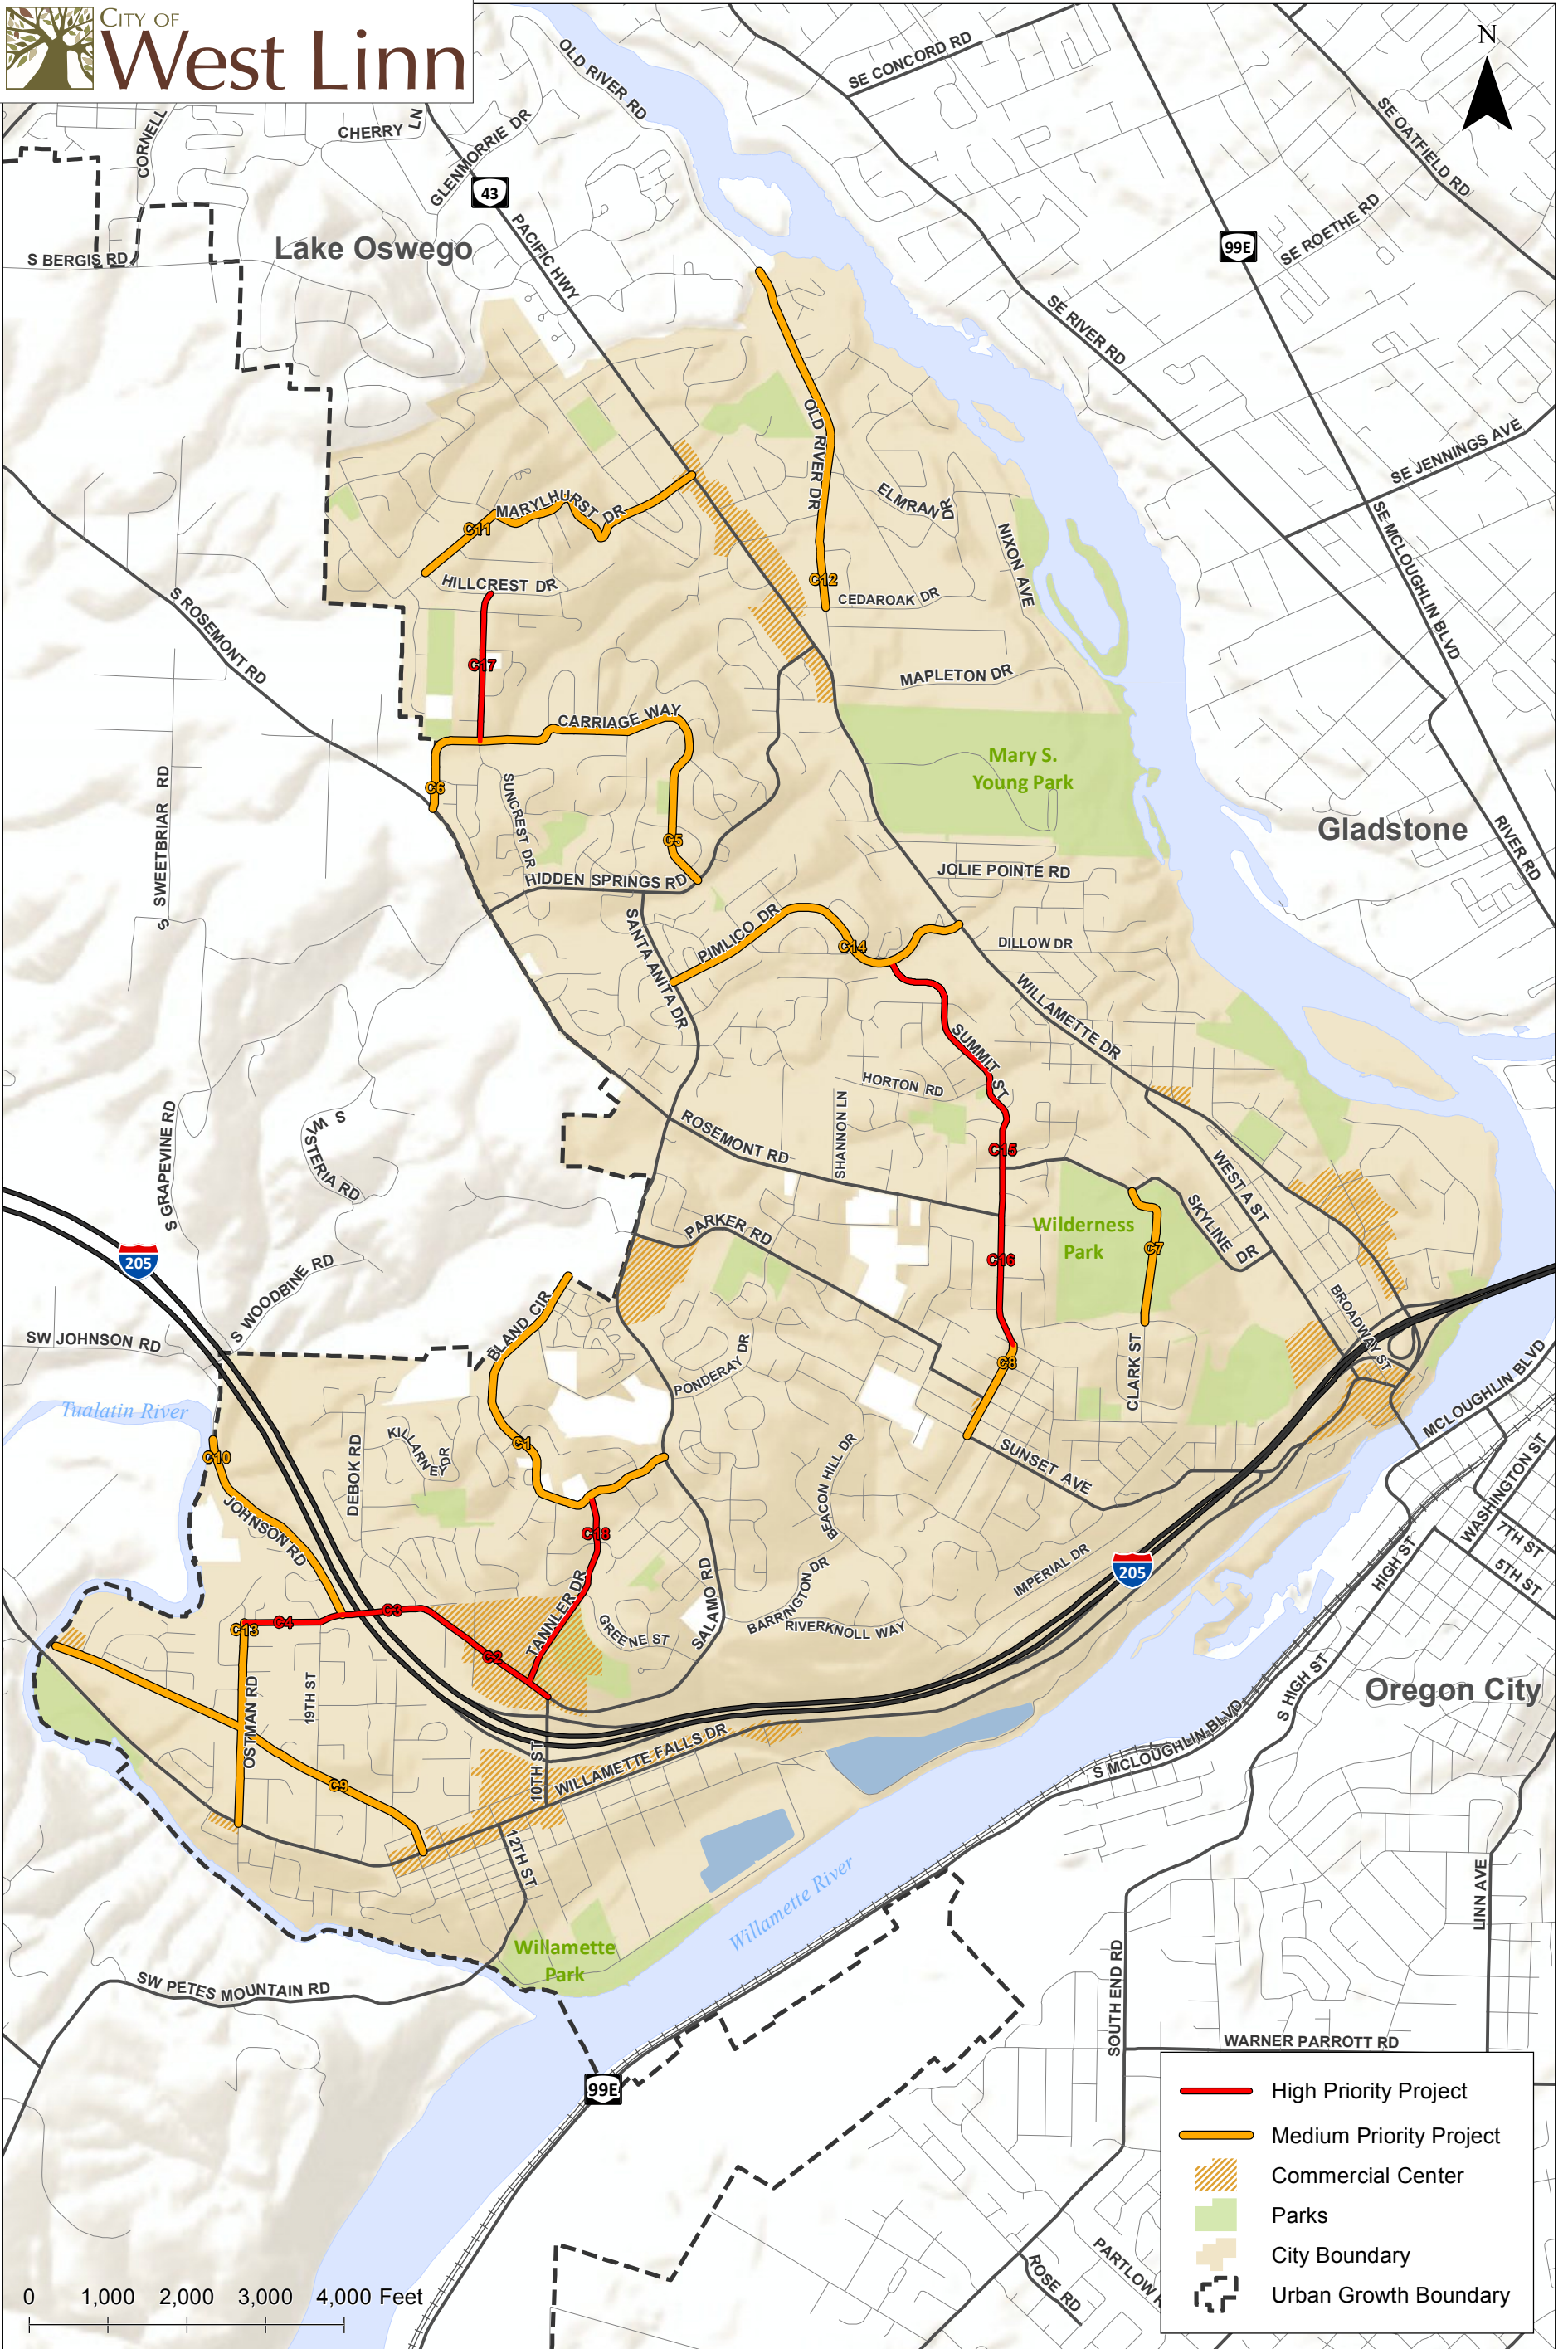 CITY OF
West Linn
N
OLD RIVER RD
SE CONCORD RD
SE OATFIELD RD
CORNELL
CHERRY LN
GLENMORRIE DR
43
PACIFIC HWY
99E
SE ROETHE RD
S BERGIS RD
Lake Oswego
SE RIVER RD
OLD RIVER DR
ELMRAN DR
NIXON AVE
SE JENNINGS AVE
SE MCLOUGHLIN BLVD
MARYLHURST DR
C11
HILLCREST DR
C12
CEDAROAK DR
S ROSEMONT RD
C17
MAPLETON DR
CARRIAGE WAY
Mary S.
Young Park
C6
SUNCREST DR
S SWEETBRIAR RD
C5
Gladstone
RIVER RD
HIDDEN SPRINGS RD
JOLIE POINTE RD
SANTA ANITA DR
PIMLICO DR
C14
DILLOW DR
WILLAMETTE DR
SUMMIT ST
HORTON RD
SHANNON LN
S GRAPEVINE RD
S WISTERIA RD
ROSEMONT RD
C15
WEST A ST
SKYLINE DR
PARKER RD
Wilderness
Park
C7
C16
205
S WOODBINE RD
SW JOHNSON RD
BLAND CIR
BROADWAY ST
PONDERAY DR
C8
CLARK ST
MCLOUGHLIN BLVD
Tualatin River
C10
DEBOK RD
KILLARNEY DR
C1
BEACON HILL DR
SUNSET AVE
WASHINGTON ST
7TH ST
5TH ST
HIGH ST
JOHNSON RD
C18
IMPERIAL DR
205
TANNLER DR
SALAMO RD
BARRINGTON DR
RIVERKNOLL WAY
GREENE ST
C4
C3
C13
C2
OSTMAN RD
19TH ST
S HIGH ST
Oregon City
10TH ST
WILLAMETTE FALLS DR
S MCLOUGHLIN BLVD
C9
12TH ST
Willamette River
LINN AVE
Willamette
Park
SW PETES MOUNTAIN RD
SOUTH END RD
WARNER PARROTT RD
99E
High Priority Project
Medium Priority Project
Commercial Center
Parks
City Boundary
Urban Growth Boundary
ROSE RD
PARTLOW R
0 1,000 2,000 3,000 4,000 Feet